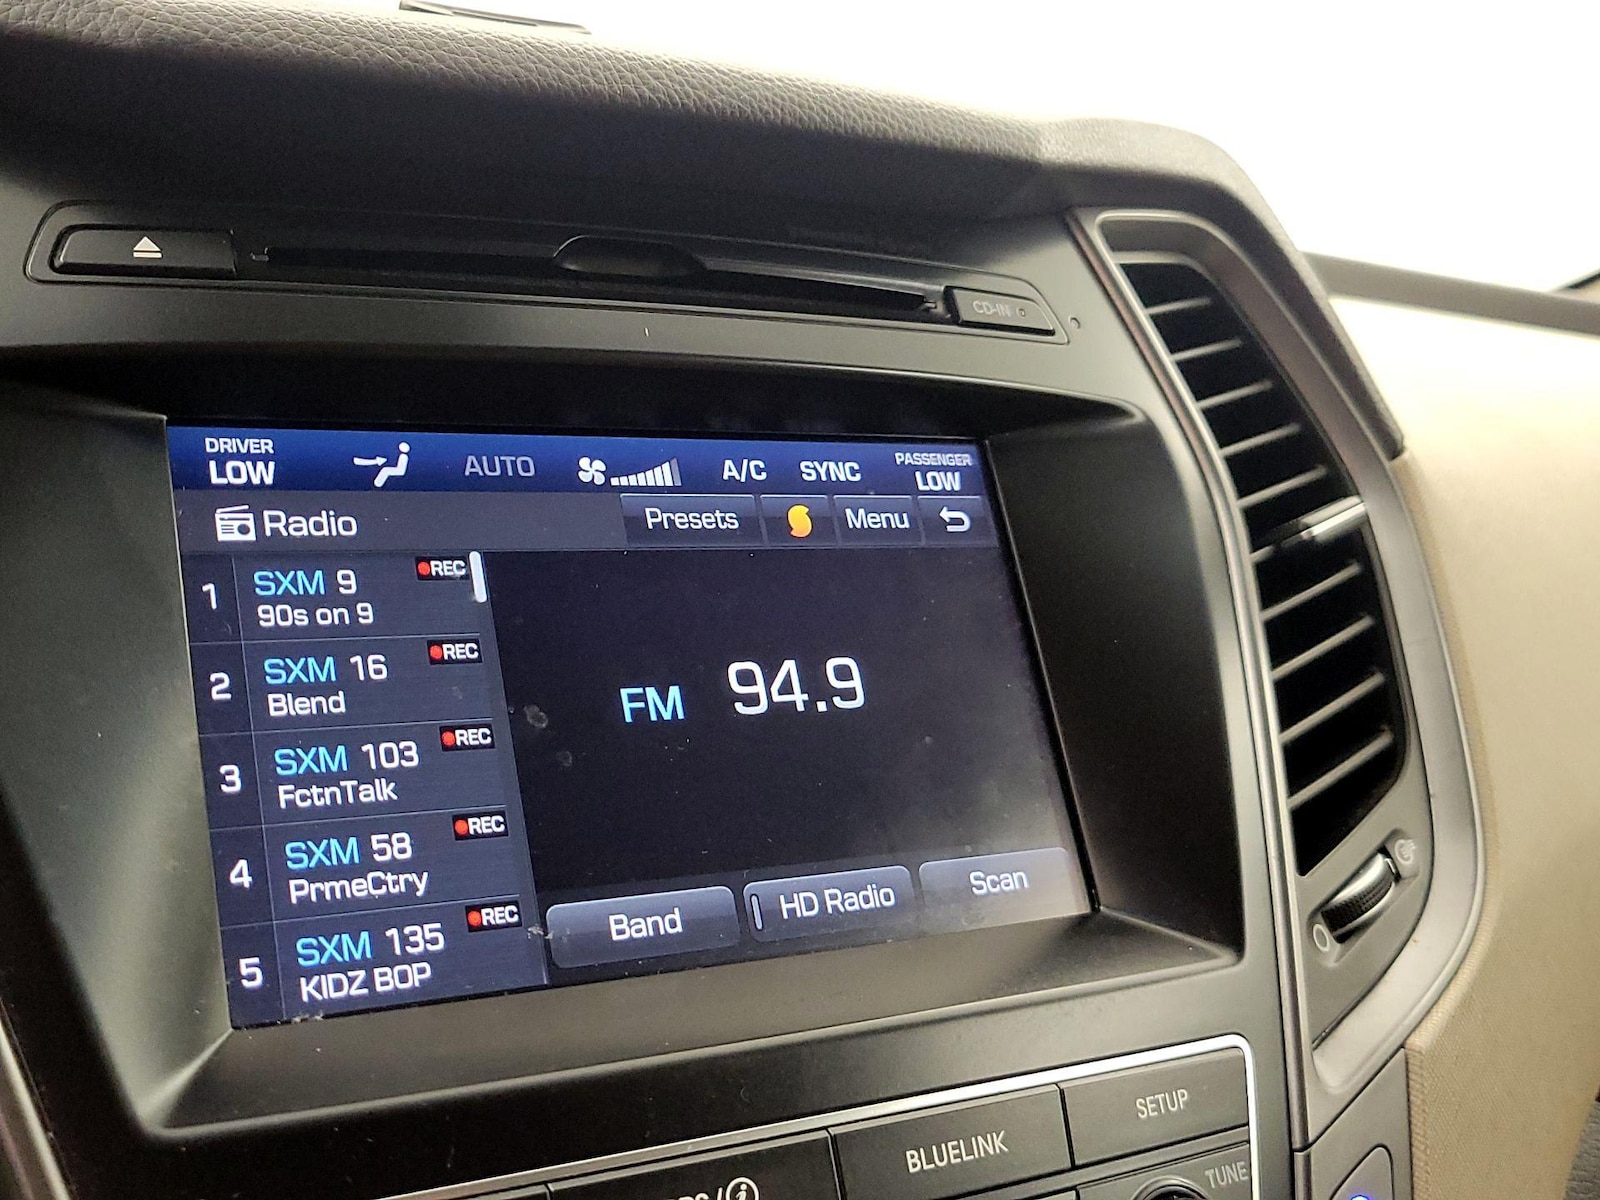 CD-IN
DRIVER
LOW
AUTO
A/C
SYNC
PASSENGER
LOW
Radio
Presets
Menu
1
SXM 9
REC
90s on 9
2
SXM 16
REC
Blend
3
SXM 103
REC
FctnTalk
4
SXM 58
REC
PrmeCtry
5
SXM 135
REC
KIDZ BOP
FM 94.9
Band
HD Radio
Scan
BLUELINK
SETUP
TUNE